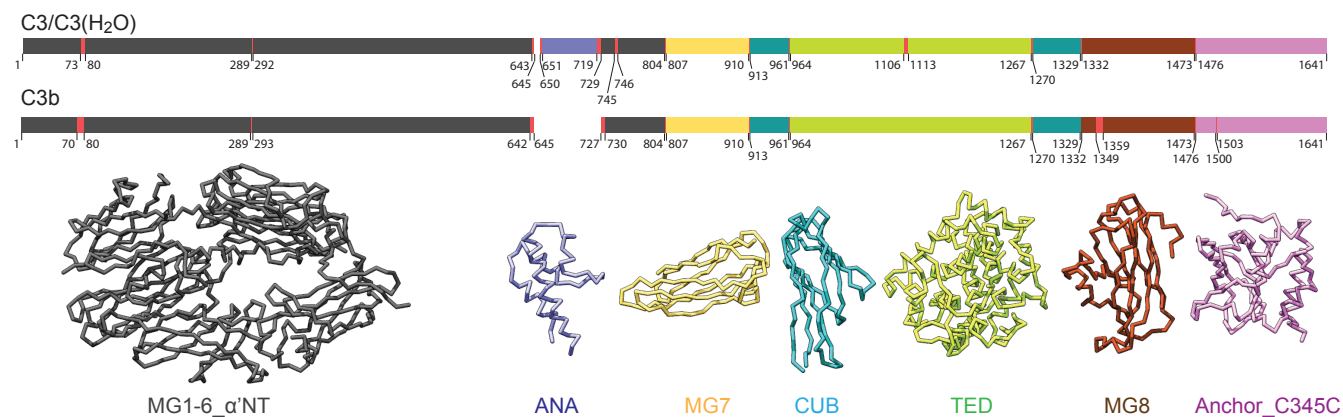 C3/C3(H₂O)
1 73 80 289 292 643 651 719 746 804 807 910 961 964 1106 1113 1267 1329 1332 1473 1476 1641
645 650 729 913 1270
745
C3b
1 70 80 289 293 642 645 727 730 804 807 910 961 964 1267 1329 1359 1473 1503 1641
913 1270 1332 1349 1476 1500
MG1-6_α’NT ANA MG7 CUB TED MG8 Anchor_C345C